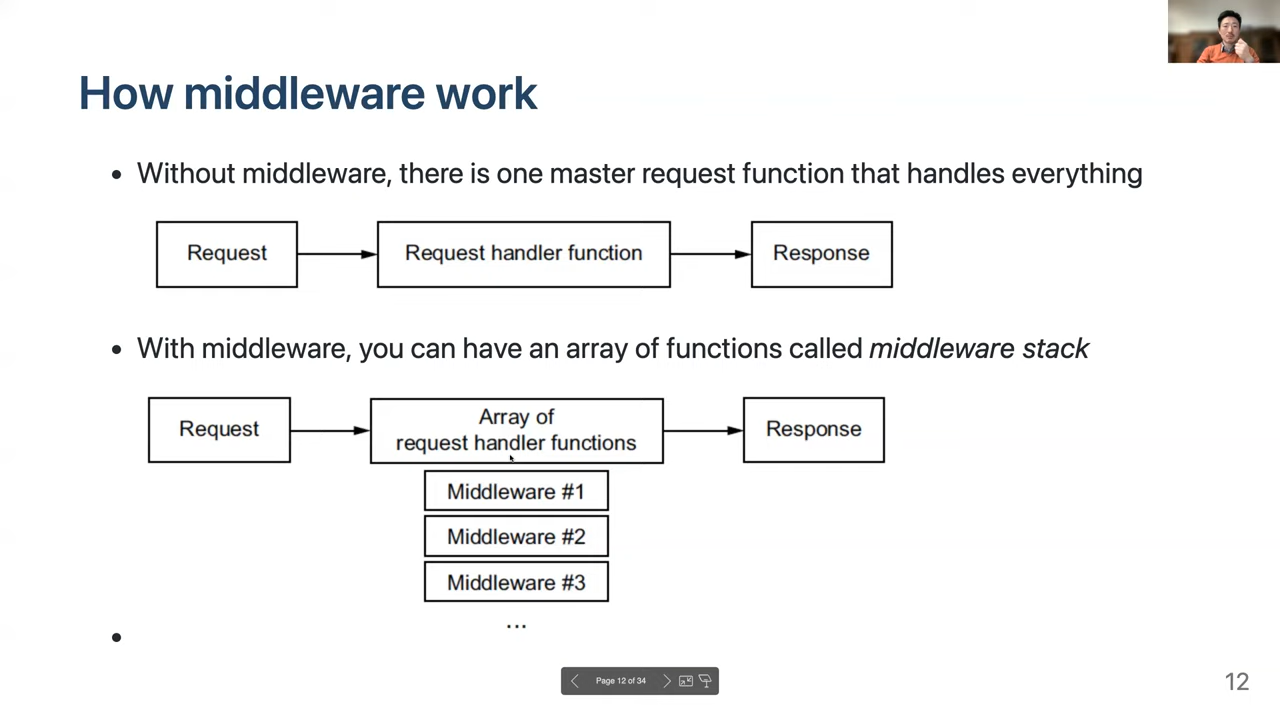 How middleware work
• Without middleware, there is one master request function that handles everything
Request
Request handler function
Response
• With middleware, you can have an array of functions called middleware stack
Request
Array of
request handler functions
Response
Middleware #1
Middleware #2
Middleware #3
...
•
Page 12 of 34
12